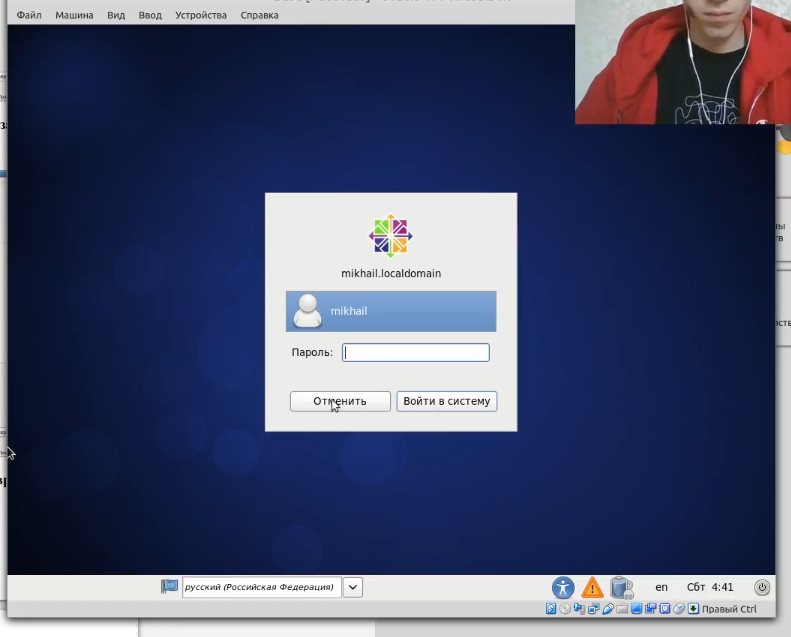 Файл Машина Вид Ввод Устройства Справка
mikhail.localdomain
mikhail
Пароль:
Отменить Войти в систему
русский (Российская Федерация)
en Сбт 4:41
Правый Ctrl